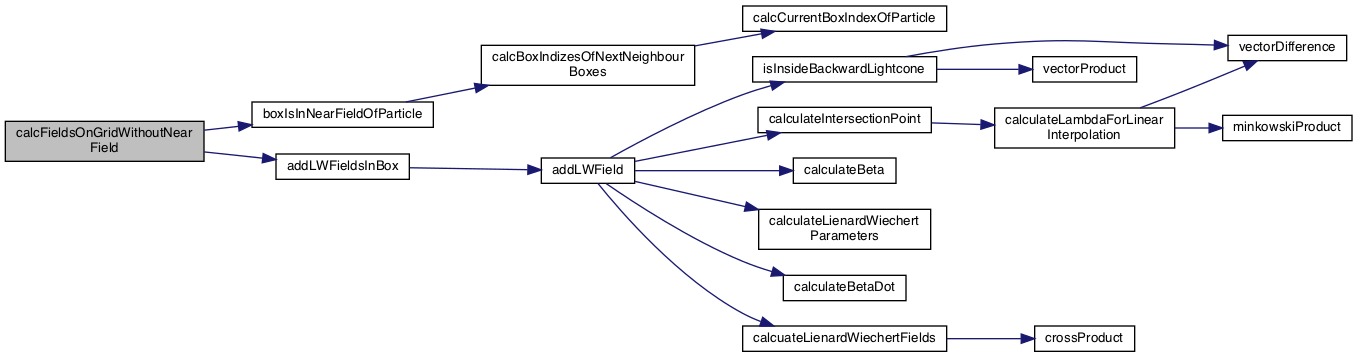 calcFieldsOnGridWithoutNear
Field
boxIsInNearFieldOfParticle
addLWFieldsInBox
calcBoxIndizesOfNextNeighbour
Boxes
addLWField
calcCurrentBoxIndexOfParticle
isInsideBackwardLightcone
calculateIntersectionPoint
calculateBeta
calculateLienardWiechert
Parameters
calculateBetaDot
calcuateLienardWiechertFields
vectorProduct
calculateLambdaForLinear
Interpolation
crossProduct
vectorDifference
minkowskiProduct